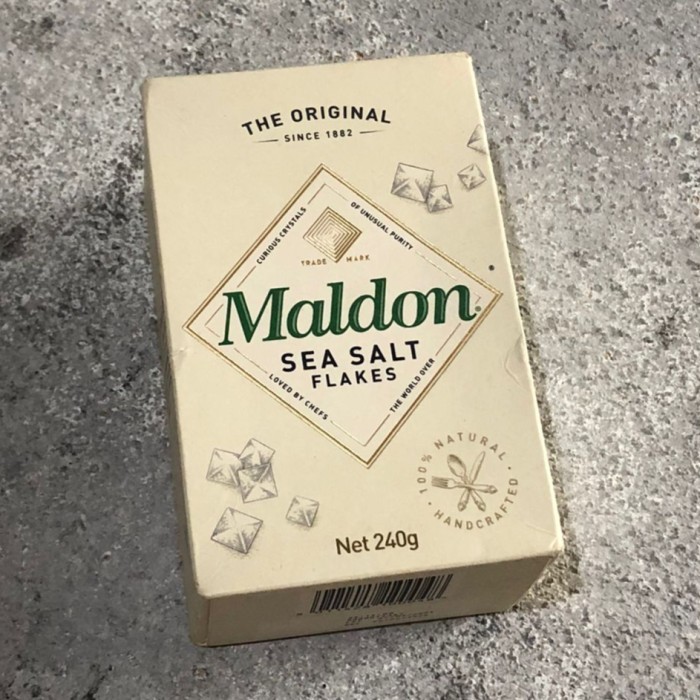 THE ORIGINAL
SINCE 1882
CURIOUS CRYSTALS
OF UNUSUAL PURITY
TRADE MARK
Maldon
SEA SALT
FLAKES
LOVED BY CHEFS
THE WORLD OVER
100% NATURAL
HANDCRAFTED
Net 240g